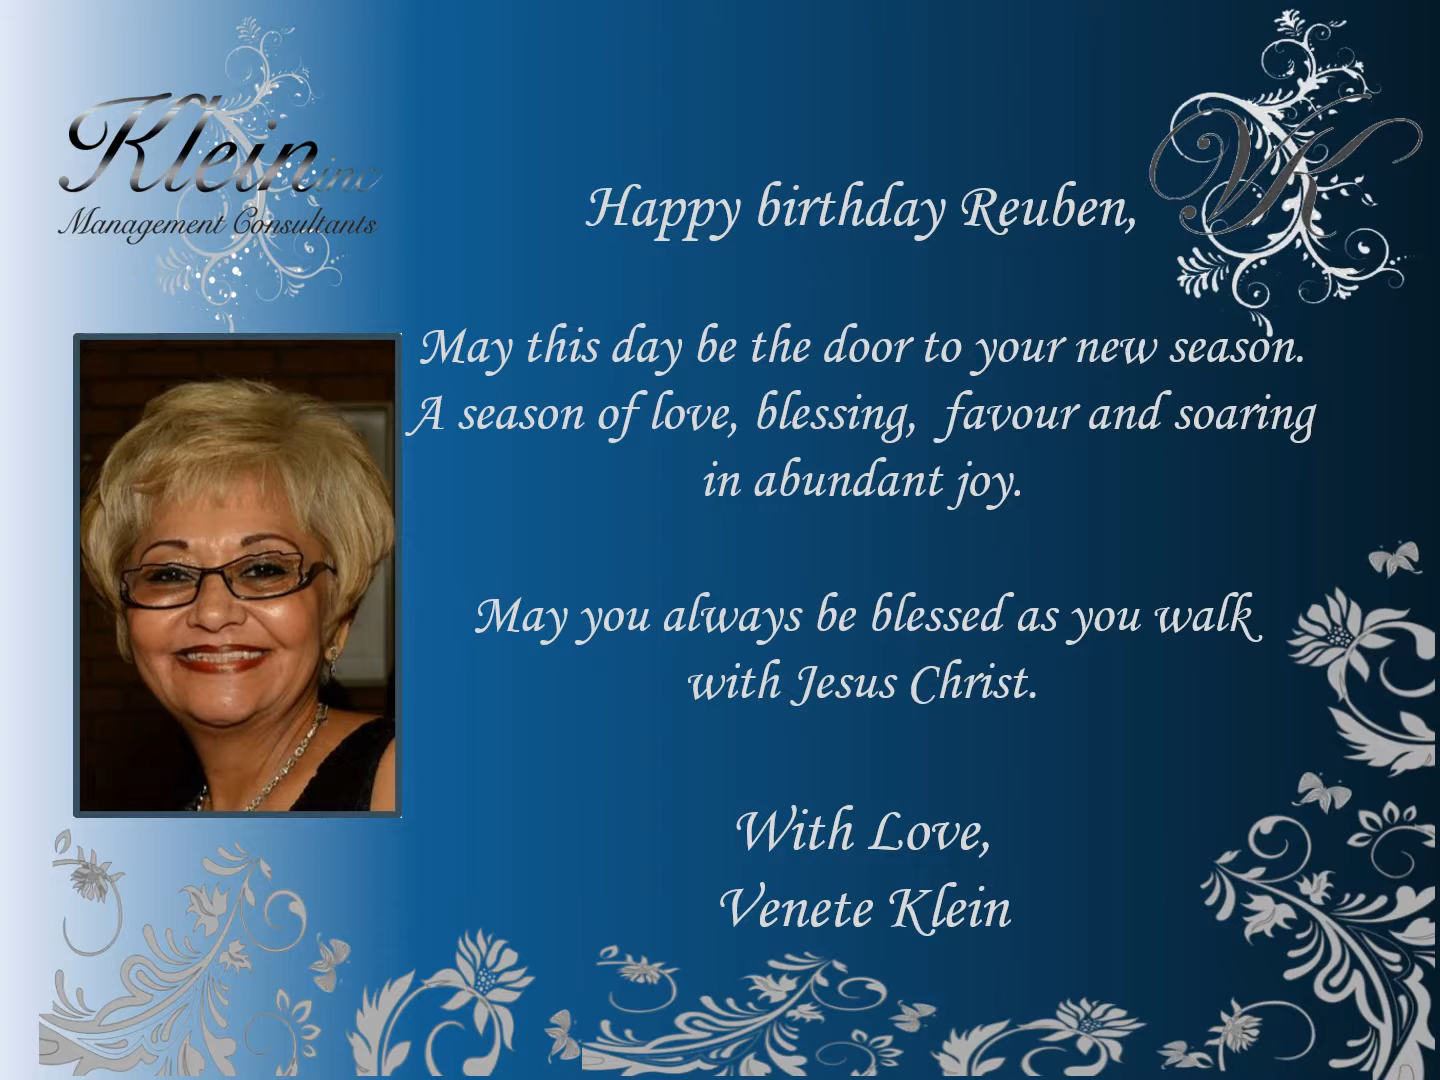 Klein inc
Management Consultants
VK
Happy birthday Reuben,
May this day be the door to your new season.
A season of love, blessing,  favour and soaring
in abundant joy.
May you always be blessed as you walk
with Jesus Christ.
With Love,
Venete Klein